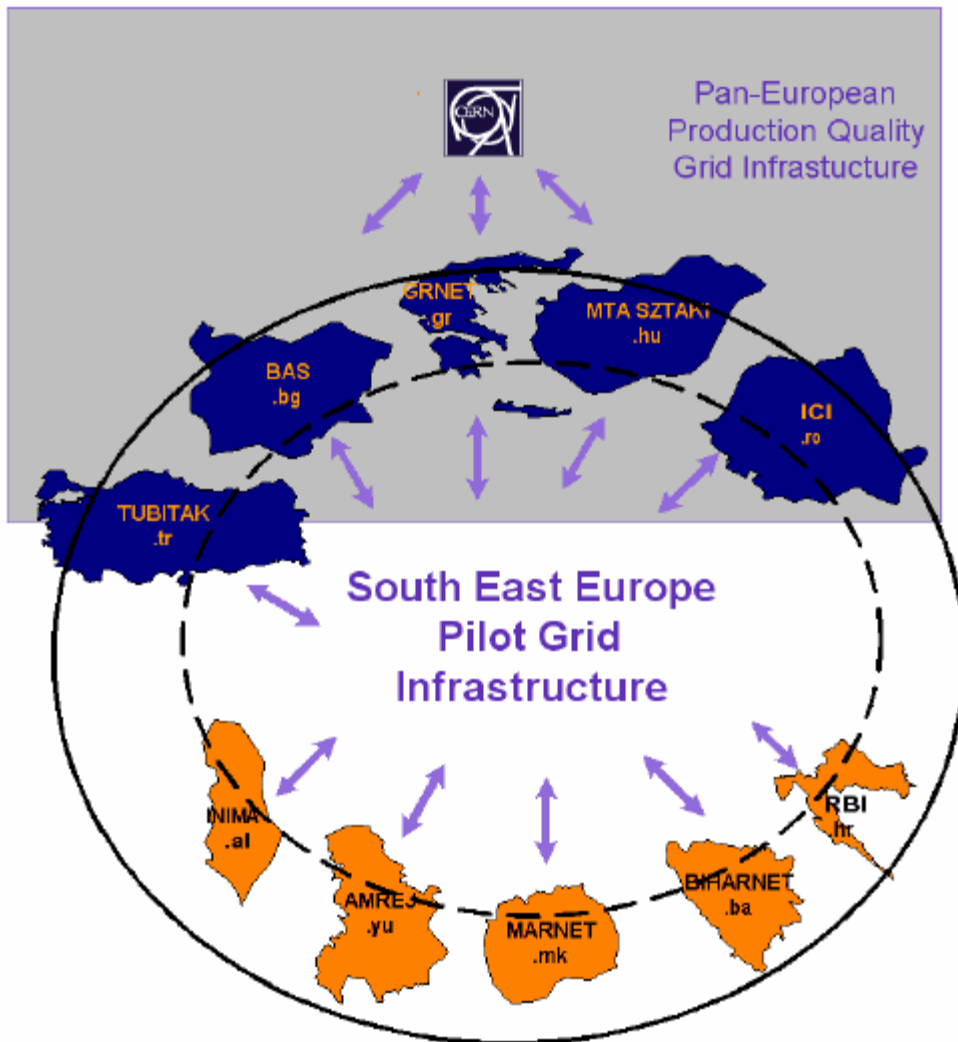 CERN
Pan-European
Production Quality
Grid Infrastucture
GRNET
.gr
MTA SZTAKI
.hu
BAS
.bg
ICI
.ro
TUBITAK
.tr
South East Europe
Pilot Grid
Infrastructure
INIMA
.al
AMREJ
.yu
MARNET
.mk
BIHARNET
.ba
RBI
.hr